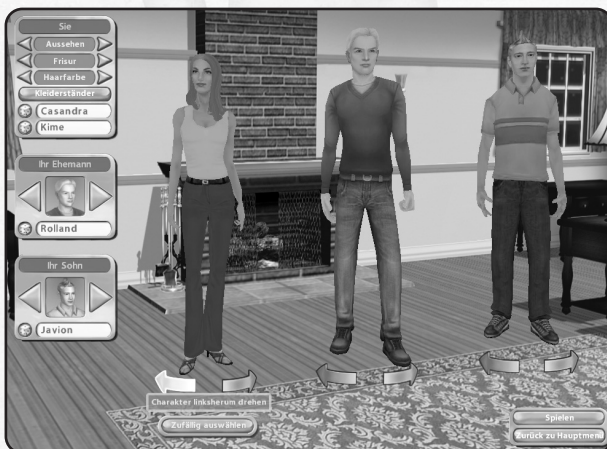 Sie
Aussehen
Frisur
Haarfarbe
Kleiderständer
Casandra
Kime
Ihr Ehemann
Rolland
Ihr Sohn
Javion
Charakter linksherum drehen
Zufällig auswählen
Spielen
Zurück zu Hauptmenü